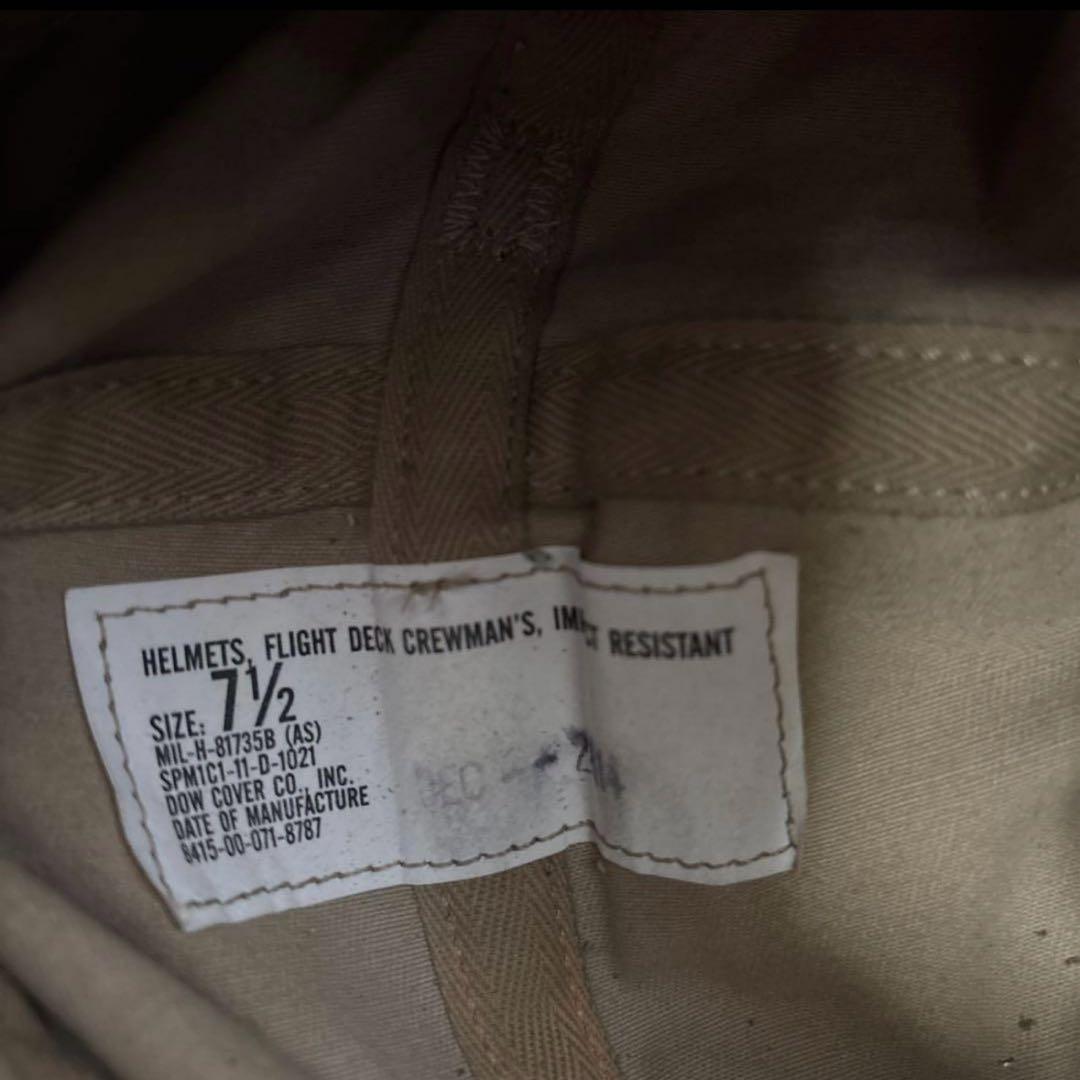 HELMETS, FLIGHT DECK CREWMAN'S, RESISTANT
SIZE: 7½
MIL-H-81735B (AS)
SPM1C1-11-D-1021
DOW COVER CO., INC.
DATE OF MANUFACTURE
8415-00-071-8787
DEC